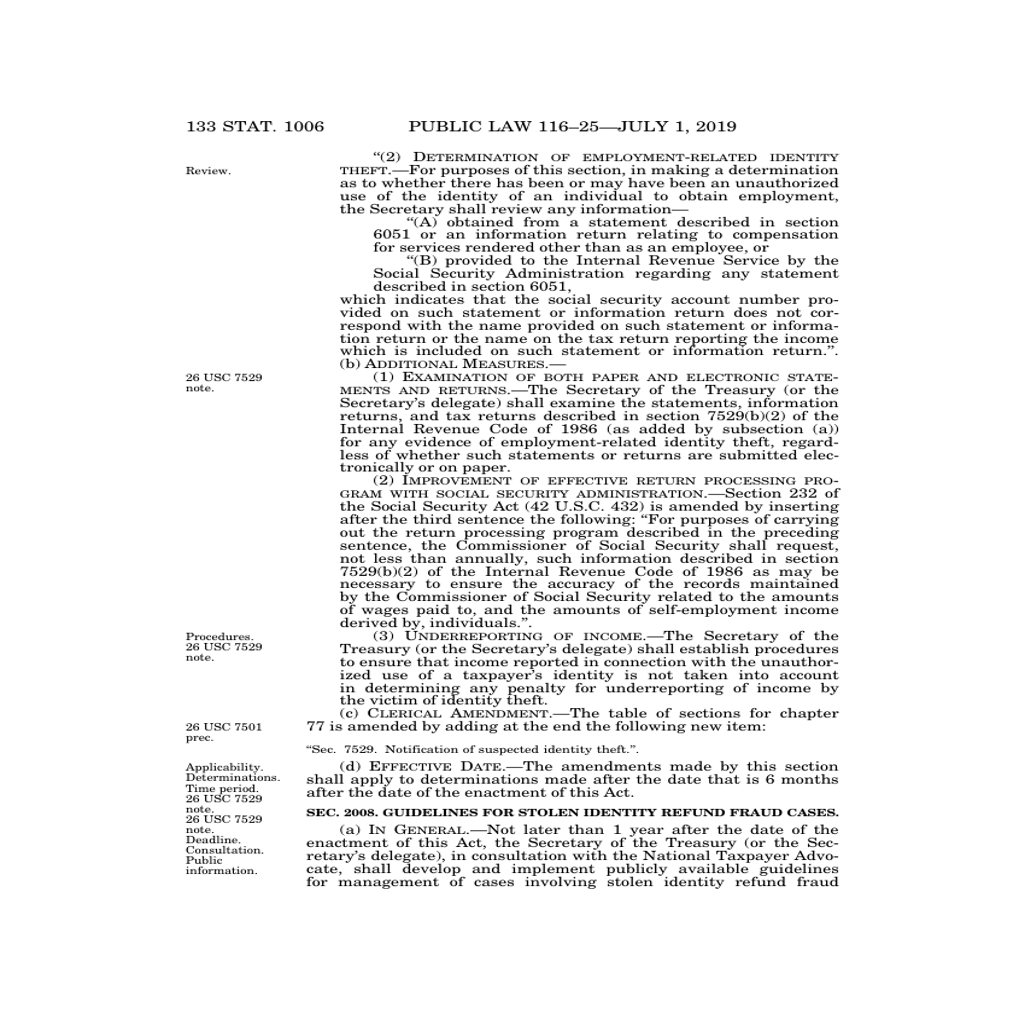 133 STAT. 1006 PUBLIC LAW 116–25—JULY 1, 2019
“(2) DETERMINATION OF EMPLOYMENT-RELATED IDENTITY
Review.
THEFT.—For purposes of this section, in making a determination
as to whether there has been or may have been an unauthorized
use of the identity of an individual to obtain employment,
the Secretary shall review any information—
“(A) obtained from a statement described in section
6051 or an information return relating to compensation
for services rendered other than as an employee, or
“(B) provided to the Internal Revenue Service by the
Social Security Administration regarding any statement
described in section 6051,
which indicates that the social security account number pro-
vided on such statement or information return does not cor-
respond with the name provided on such statement or informa-
tion return or the name on the tax return reporting the income
which is included on such statement or information return.”.
(b) ADDITIONAL MEASURES.—
26 USC 7529
note.
(1) EXAMINATION OF BOTH PAPER AND ELECTRONIC STATE-
MENTS AND RETURNS.—The Secretary of the Treasury (or the
Secretary’s delegate) shall examine the statements, information
returns, and tax returns described in section 7529(b)(2) of the
Internal Revenue Code of 1986 (as added by subsection (a))
for any evidence of employment-related identity theft, regard-
less of whether such statements or returns are submitted elec-
tronically or on paper.
(2) IMPROVEMENT OF EFFECTIVE RETURN PROCESSING PRO-
GRAM WITH SOCIAL SECURITY ADMINISTRATION.—Section 232 of
the Social Security Act (42 U.S.C. 432) is amended by inserting
after the third sentence the following: “For purposes of carrying
out the return processing program described in the preceding
sentence, the Commissioner of Social Security shall request,
not less than annually, such information described in section
7529(b)(2) of the Internal Revenue Code of 1986 as may be
necessary to ensure the accuracy of the records maintained
by the Commissioner of Social Security related to the amounts
of wages paid to, and the amounts of self-employment income
derived by, individuals.”.
Procedures.
26 USC 7529
note.
(3) UNDERREPORTING OF INCOME.—The Secretary of the
Treasury (or the Secretary’s delegate) shall establish procedures
to ensure that income reported in connection with the unauthor-
ized use of a taxpayer’s identity is not taken into account
in determining any penalty for underreporting of income by
the victim of identity theft.
(c) CLERICAL AMENDMENT.—The table of sections for chapter
26 USC 7501
prec.
77 is amended by adding at the end the following new item:
“Sec. 7529. Notification of suspected identity theft.”.
Applicability.
Determinations.
Time period.
26 USC 7529
note.
(d) EFFECTIVE DATE.—The amendments made by this section
shall apply to determinations made after the date that is 6 months
after the date of the enactment of this Act.
SEC. 2008. GUIDELINES FOR STOLEN IDENTITY REFUND FRAUD CASES.
26 USC 7529
note.
Deadline.
Consultation.
Public
information.
(a) IN GENERAL.—Not later than 1 year after the date of the
enactment of this Act, the Secretary of the Treasury (or the Sec-
retary’s delegate), in consultation with the National Taxpayer Advo-
cate, shall develop and implement publicly available guidelines
for management of cases involving stolen identity refund fraud